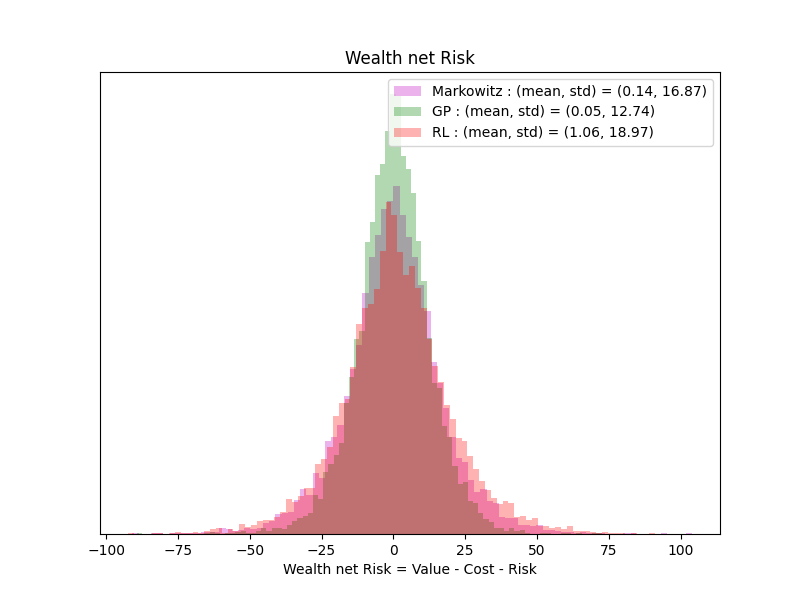 Wealth net Risk
Markowitz : (mean, std) = (0.14, 16.87)
GP : (mean, std) = (0.05, 12.74)
RL : (mean, std) = (1.06, 18.97)
−100 −75 −50 −25 0 25 50 75 100
Wealth net Risk = Value - Cost - Risk